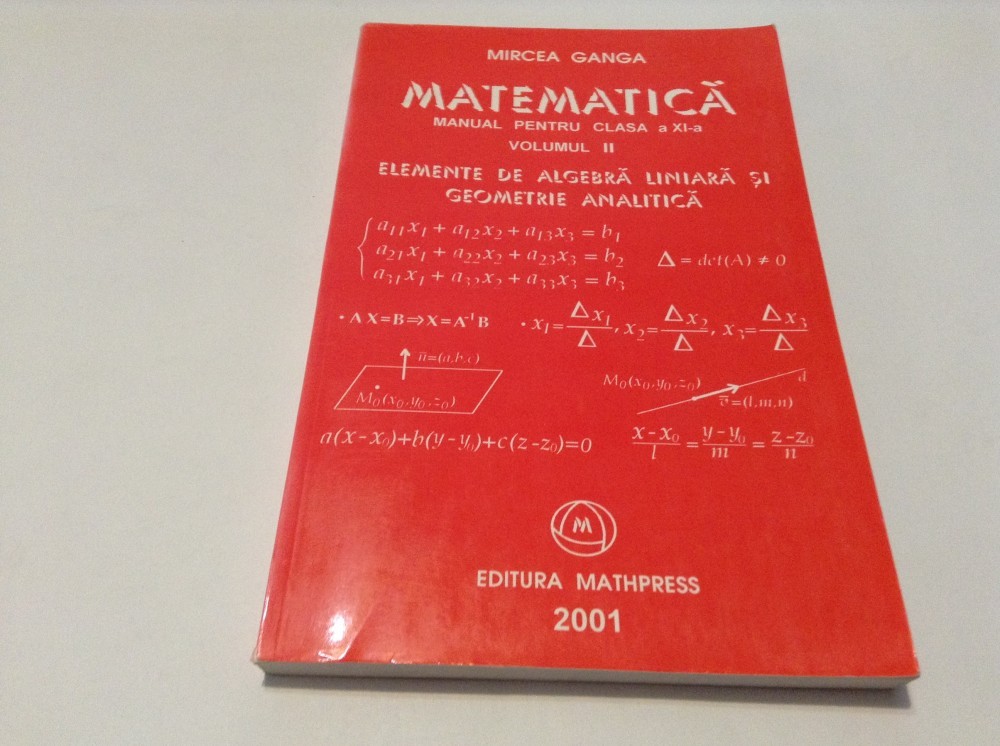 MIRCEA GANGA
MATEMATICĂ
MANUAL PENTRU CLASA a XI-a
VOLUMUL II
ELEMENTE DE ALGEBRĂ LINIARĂ ȘI
GEOMETRIE ANALITICĂ
a11x1 + a12x2 + a13x3 = b1
a21x1 + a22x2 + a23x3 = b2
Δ = det(A) ≠ 0
a31x1 + a32x2 + a33x3 = b3
• A X=B⇒X=A⁻¹B
• x1=Δx1/Δ, x2=Δx2/Δ, x3=Δx3/Δ
n̄=(a,b,c)
M0(x0,y0,z0)
M0(x0,y0,z0)
d
v̄=(l,m,n)
a(x-x0)+b(y-y0)+c(z-z0)=0
x-x0/l = y-y0/m = z-z0/n
M
EDITURA MATHPRESS
2001